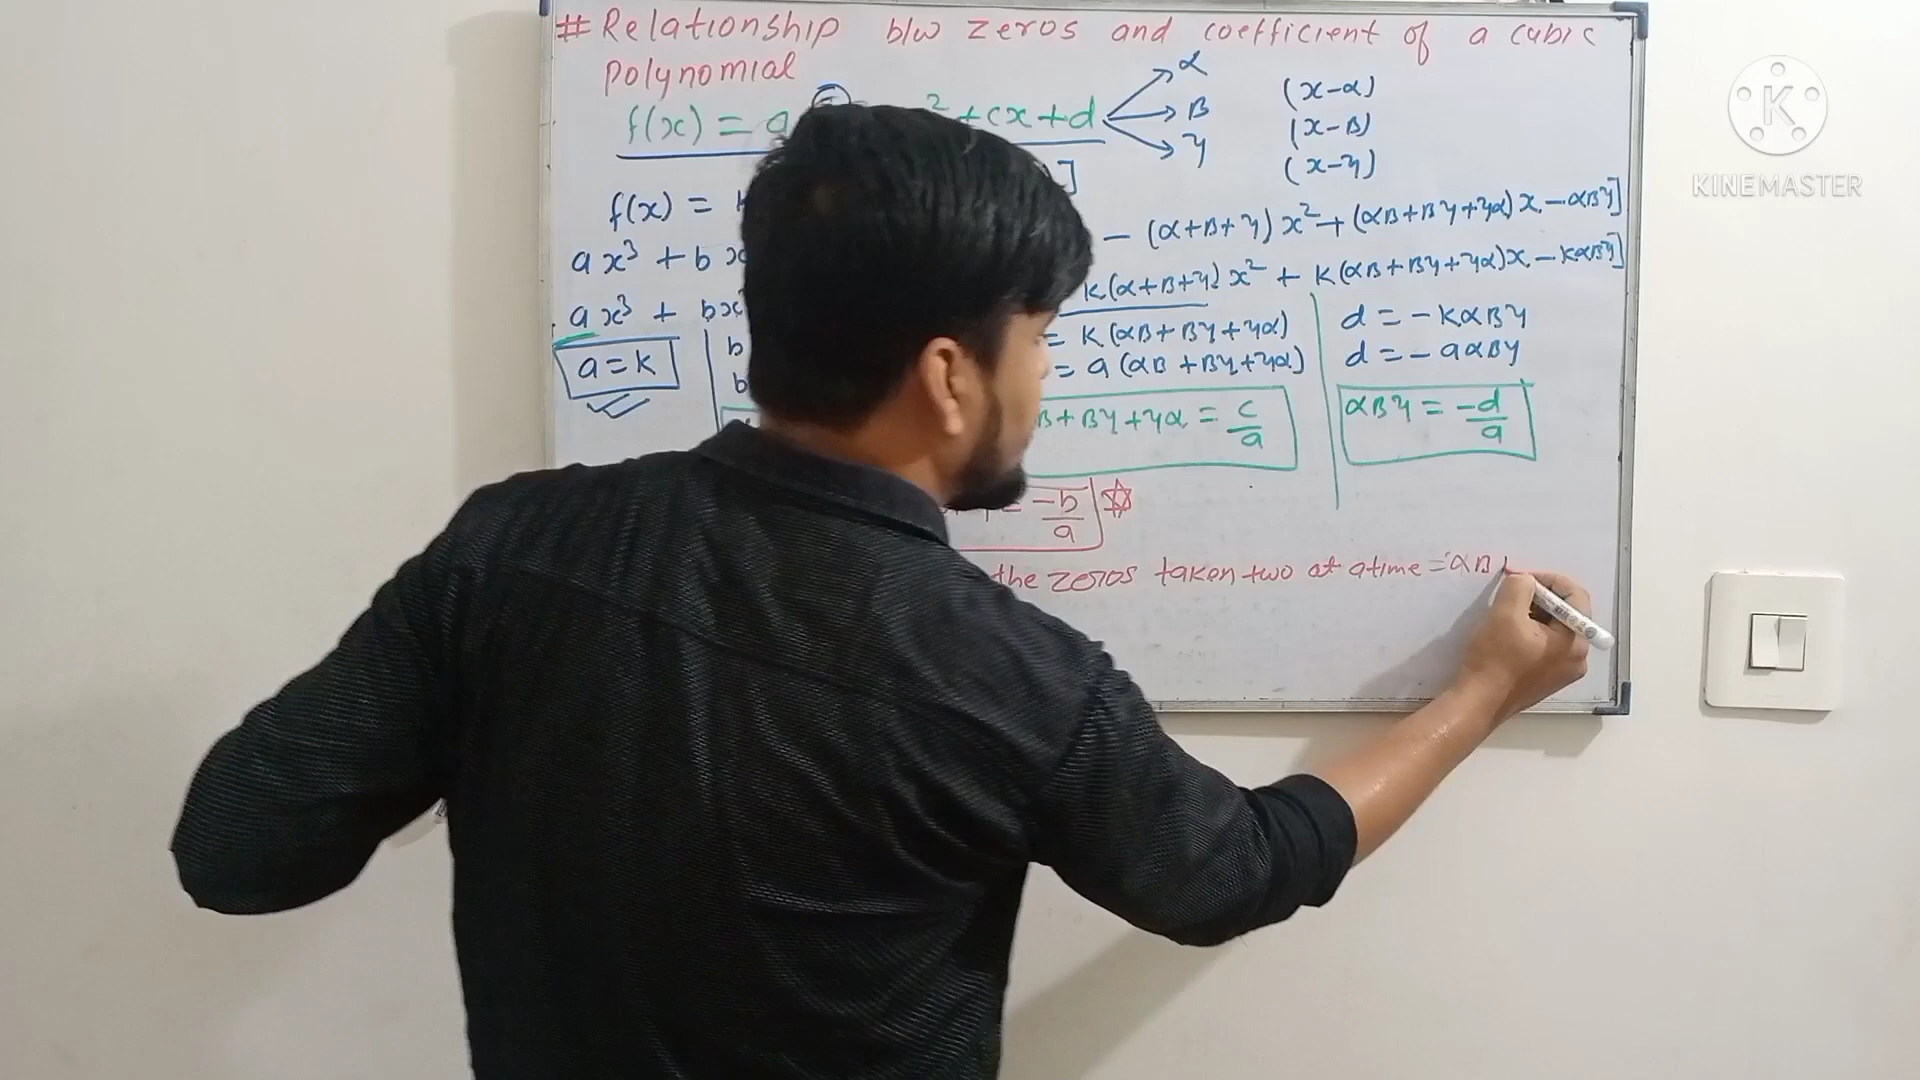 # Relationship b/w zeros and coefficient of a cubic
polynomial
f(x) = a ² + cx + d
α
β
γ
(x-α)
(x-β)
(x-γ)
]
f(x) =
- (α+β+γ) x² + (αβ+βγ+γα) x - αβγ]
ax³ + b
k(α+β+γ) x² + k(αβ+βγ+γα)x - kαβγ]
ax³ + bx
a = k
b
b
= k(αβ+βγ+γα)
= a (αβ+βγ+γα)
β+βγ+γα = c/a
d = -kαβγ
d = -aαβγ
αβγ = -d/a
= -b/a
the zeros taken two at a time = αβ
KINEMASTER